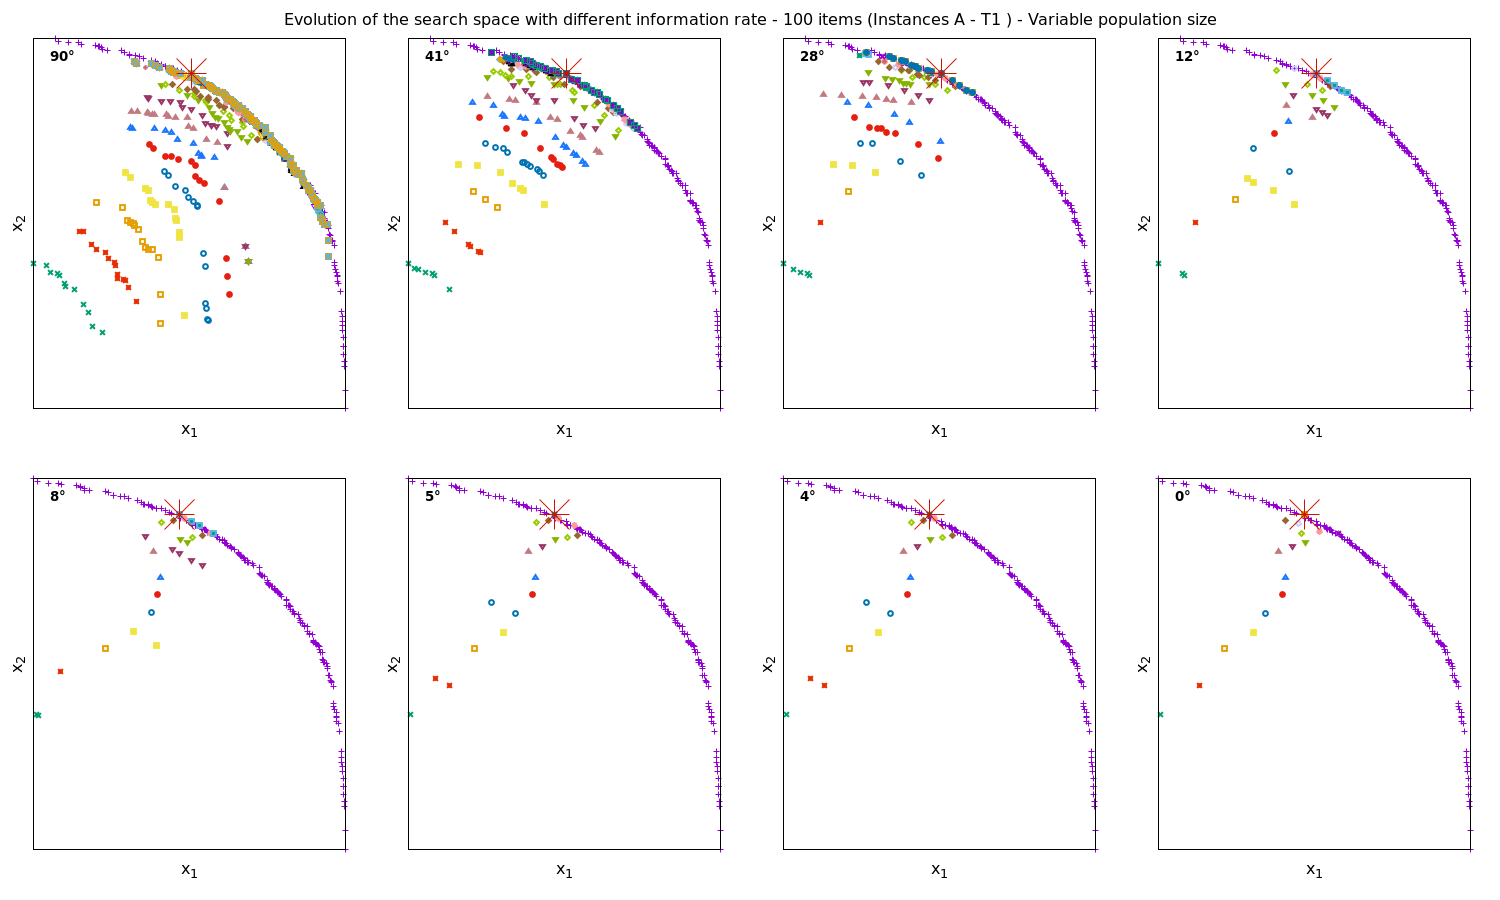 Evolution of the search space with different information rate - 100 items (Instances A - T1 ) - Variable population size
90°
41°
28°
12°
x2
x2
x2
x2
x1
x1
x1
x1
8°
5°
4°
0°
x2
x2
x2
x2
x1
x1
x1
x1